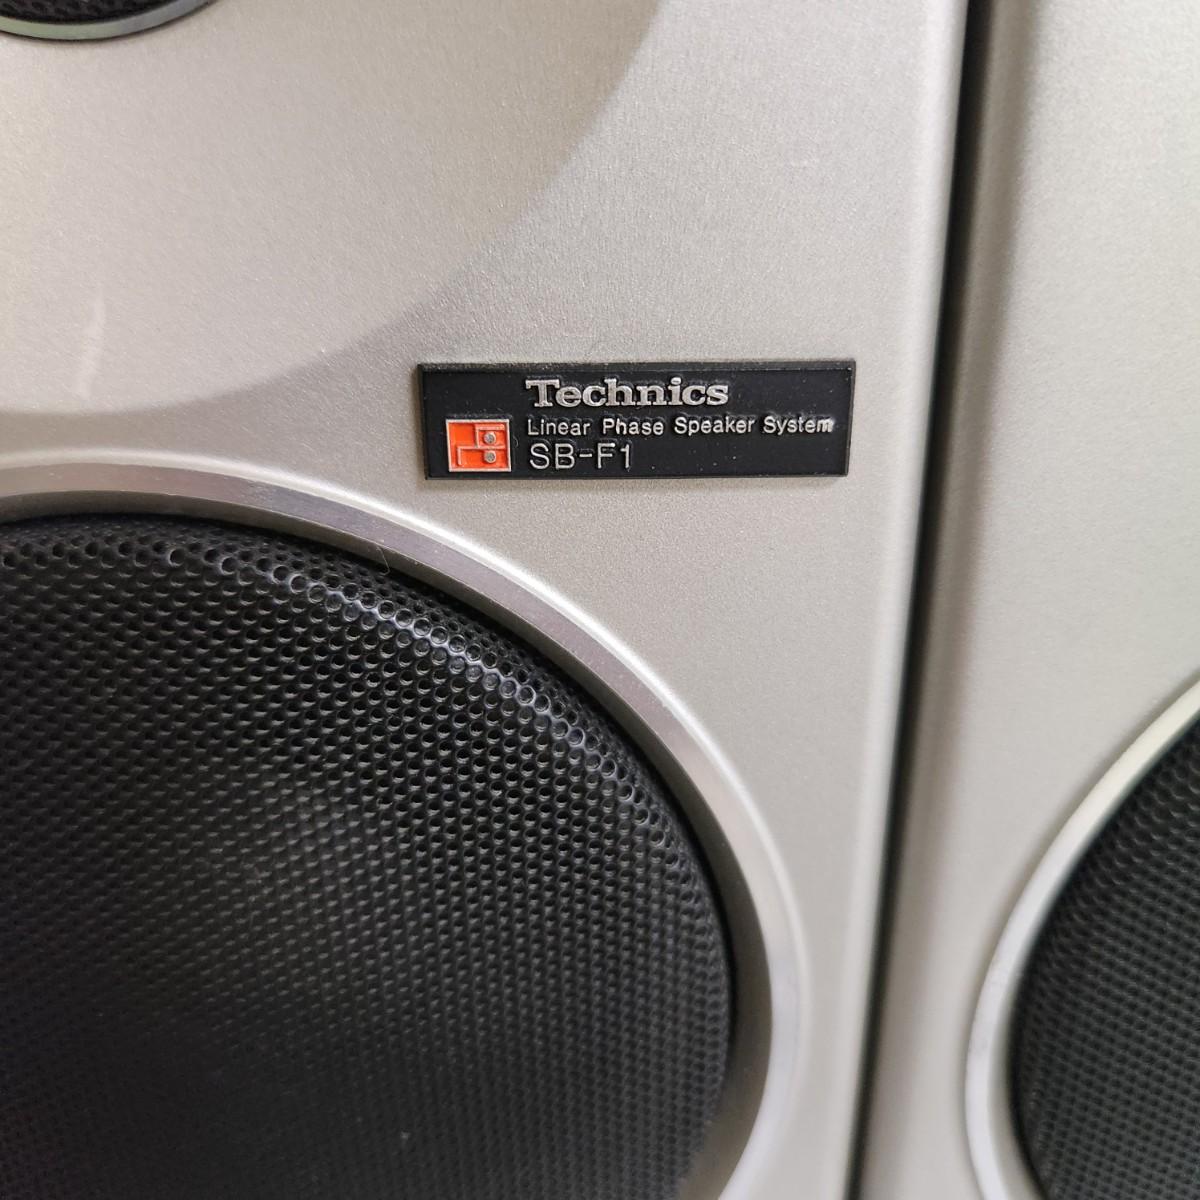 Technics
Linear Phase Speaker System
SB-F1